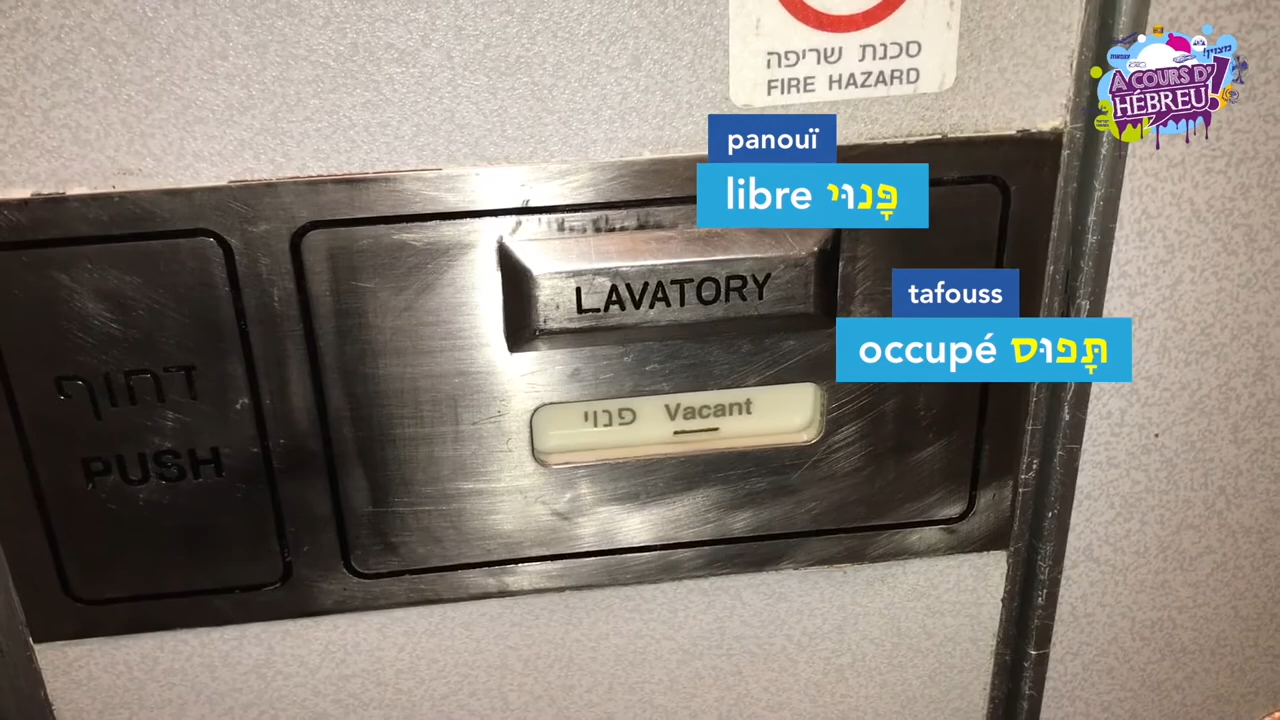 סכנת שריפה
FIRE HAZARD
A COURS D'
HÉBREU!
panouï
libre פָּנוּי
LAVATORY
tafouss
occupé תָּפוּס
דחוף
PUSH
פנוי Vacant